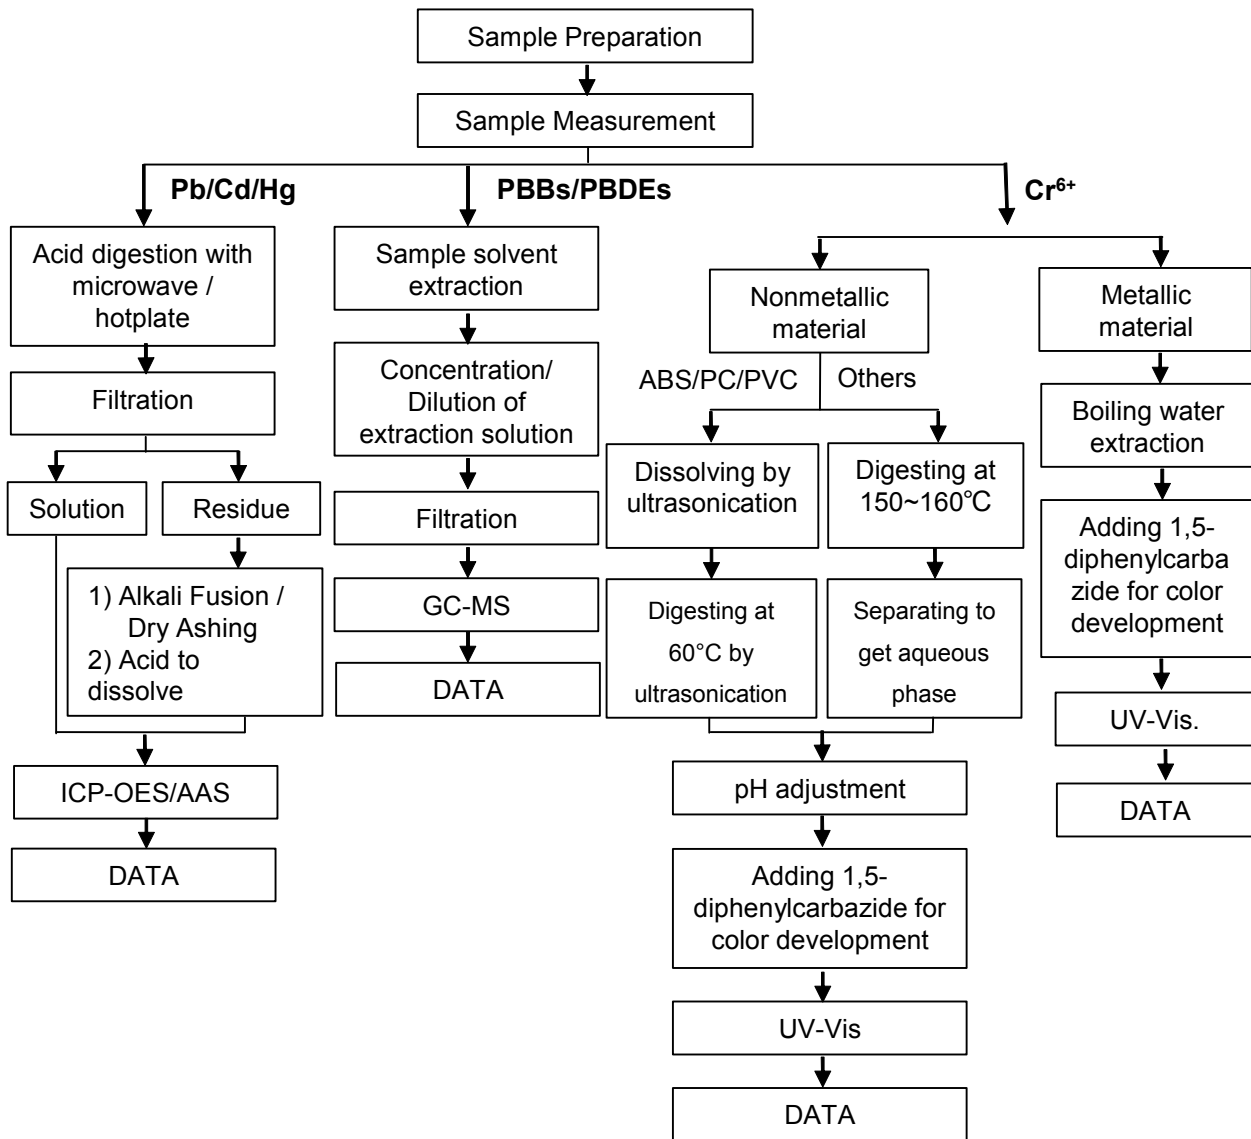 Sample Preparation
Sample Measurement
Pb/Cd/Hg
PBBs/PBDEs
Cr⁶⁺
Acid digestion with
microwave /
hotplate
Filtration
Solution
Residue
1) Alkali Fusion /
Dry Ashing
2) Acid to
dissolve
ICP-OES/AAS
DATA
Sample solvent
extraction
Concentration/
Dilution of
extraction solution
Filtration
GC-MS
DATA
Nonmetallic
material
ABS/PC/PVC
Others
Dissolving by
ultrasonication
Digesting at
60°C by
ultrasonication
Digesting at
150~160℃
Separating to
get aqueous
phase
pH adjustment
Adding 1,5-
diphenylcarbazide for
color development
UV-Vis
DATA
Metallic
material
Boiling water
extraction
Adding 1,5-
diphenylcarba
zide for color
development
UV-Vis.
DATA